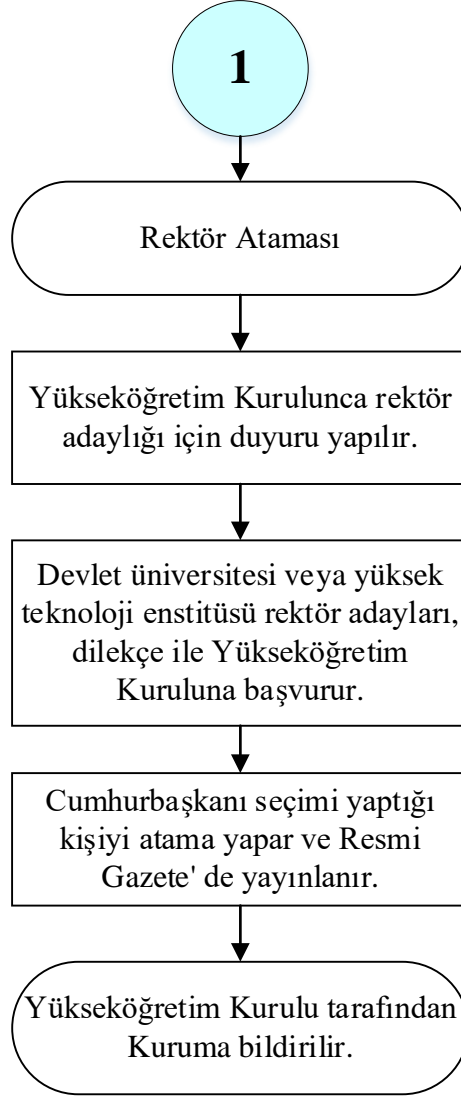 1
Rektör Ataması
Yükseköğretim Kurulunca rektör
adaylığı için duyuru yapılır.
Devlet üniversitesi veya yüksek
teknoloji enstitüsü rektör adayları,
dilekçe ile Yükseköğretim
Kuruluna başvurur.
Cumhurbaşkanı seçimi yaptığı
kişiyi atama yapar ve Resmi
Gazete' de yayınlanır.
Yükseköğretim Kurulu tarafından
Kuruma bildirilir.